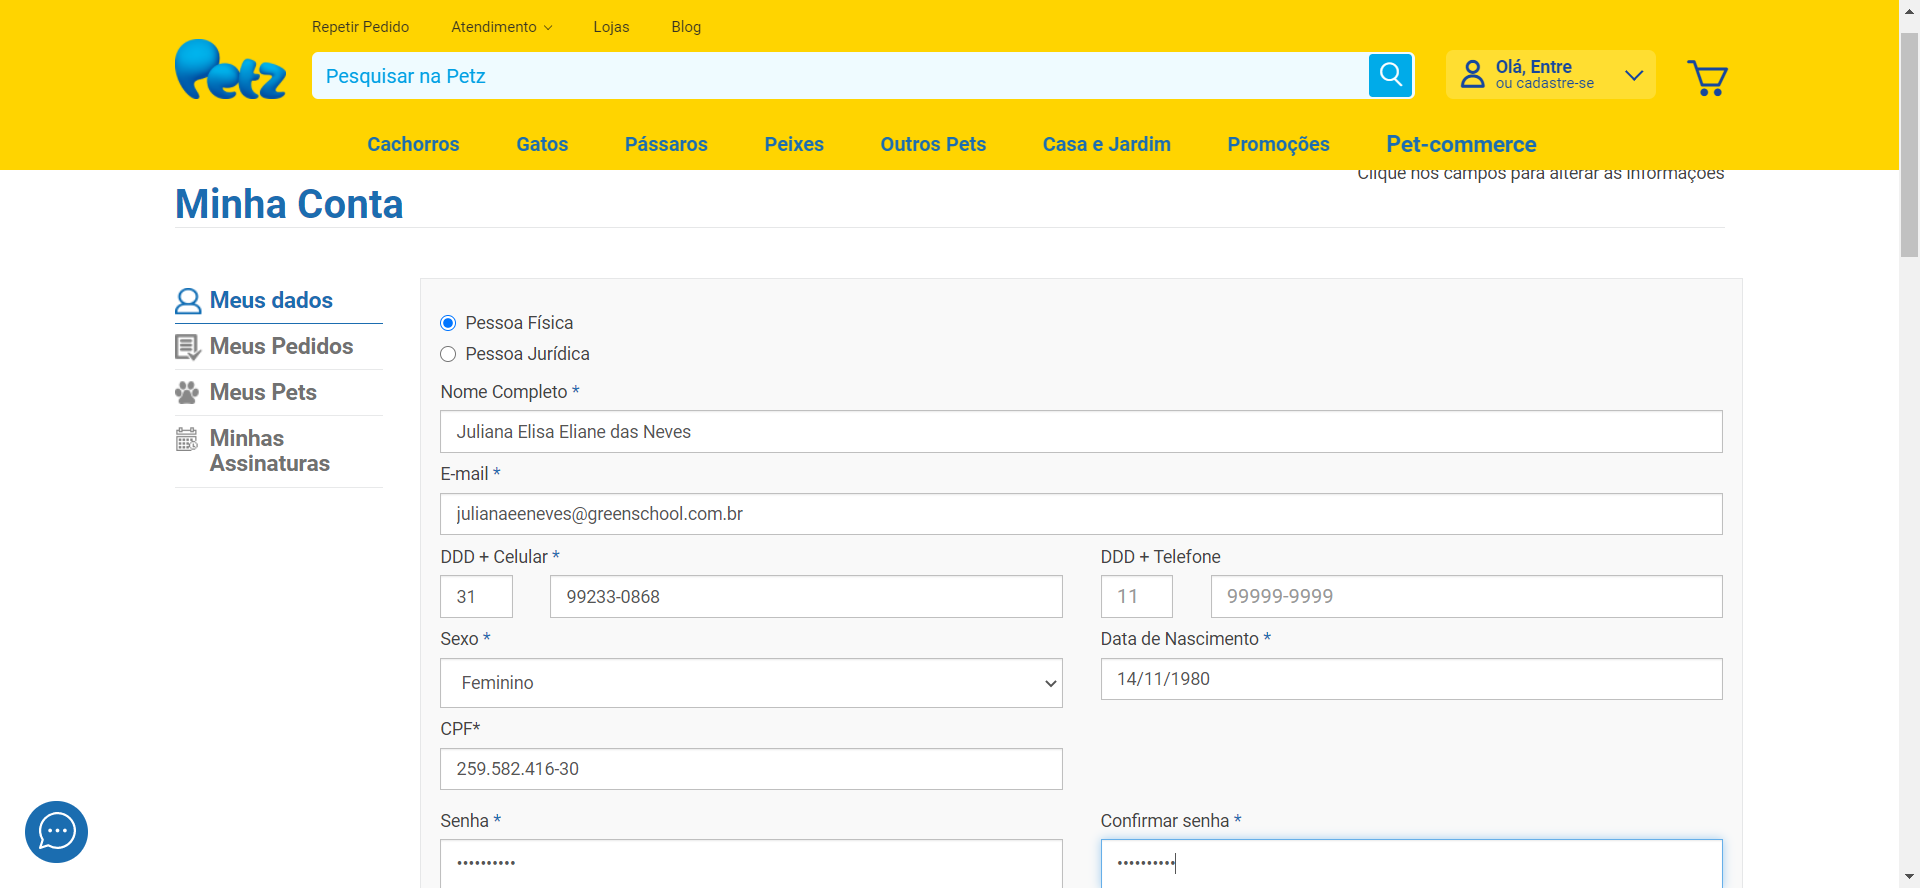 Repetir Pedido
Atendimento
Lojas
Blog
Petz
Pesquisar na Petz
Olá, Entre
ou cadastre-se
Cachorros
Gatos
Pássaros
Peixes
Outros Pets
Casa e Jardim
Promoções
Pet-commerce
Clique nos campos para alterar as informações
Minha Conta
Meus dados
Meus Pedidos
Meus Pets
Minhas
Assinaturas
Pessoa Física
Pessoa Jurídica
Nome Completo *
Juliana Elisa Eliane das Neves
E-mail *
julianaeeneves@greenschool.com.br
DDD + Celular *
DDD + Telefone
31
99233-0868
11
99999-9999
Sexo *
Data de Nascimento *
Feminino
14/11/1980
CPF*
259.582.416-30
Senha *
Confirmar senha *
••••••••••
••••••••••